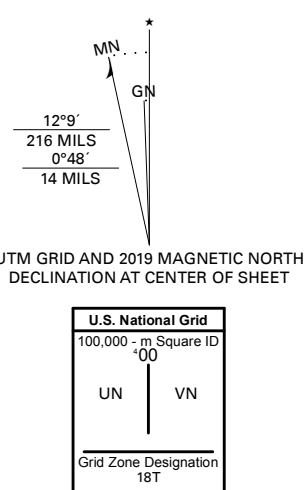 ★
MN
GN
12°9´
216 MILS
0°48´
14 MILS
UTM GRID AND 2019 MAGNETIC NORTH
DECLINATION AT CENTER OF SHEET
U.S. National Grid
100,000 - m Square ID
⁴00
UN VN
Grid Zone Designation
18T